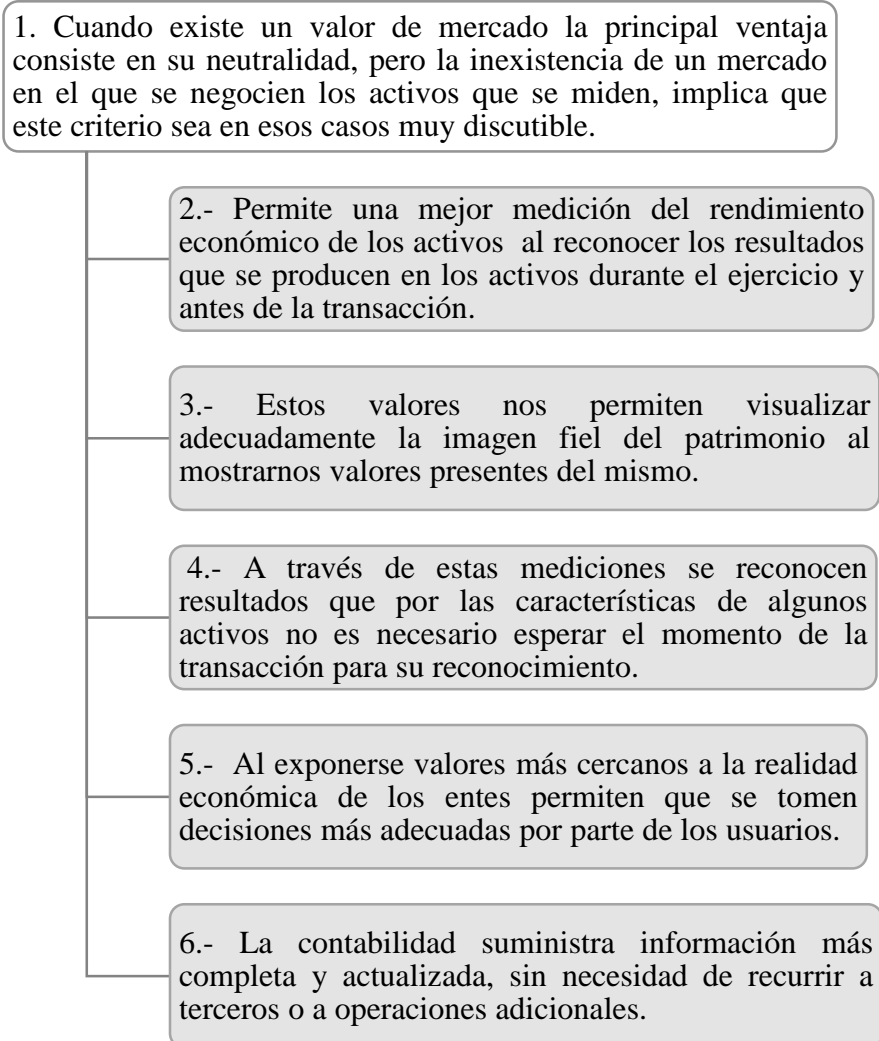 1. Cuando existe un valor de mercado la principal ventaja
consiste en su neutralidad, pero la inexistencia de un mercado
en el que se negocien los activos que se miden, implica que
este criterio sea en esos casos muy discutible.
2.- Permite una mejor medición del rendimiento
económico de los activos al reconocer los resultados
que se producen en los activos durante el ejercicio y
antes de la transacción.
3.- Estos valores nos permiten visualizar
adecuadamente la imagen fiel del patrimonio al
mostrarnos valores presentes del mismo.
4.- A través de estas mediciones se reconocen
resultados que por las características de algunos
activos no es necesario esperar el momento de la
transacción para su reconocimiento.
5.- Al exponerse valores más cercanos a la realidad
económica de los entes permiten que se tomen
decisiones más adecuadas por parte de los usuarios.
6.- La contabilidad suministra información más
completa y actualizada, sin necesidad de recurrir a
terceros o a operaciones adicionales.